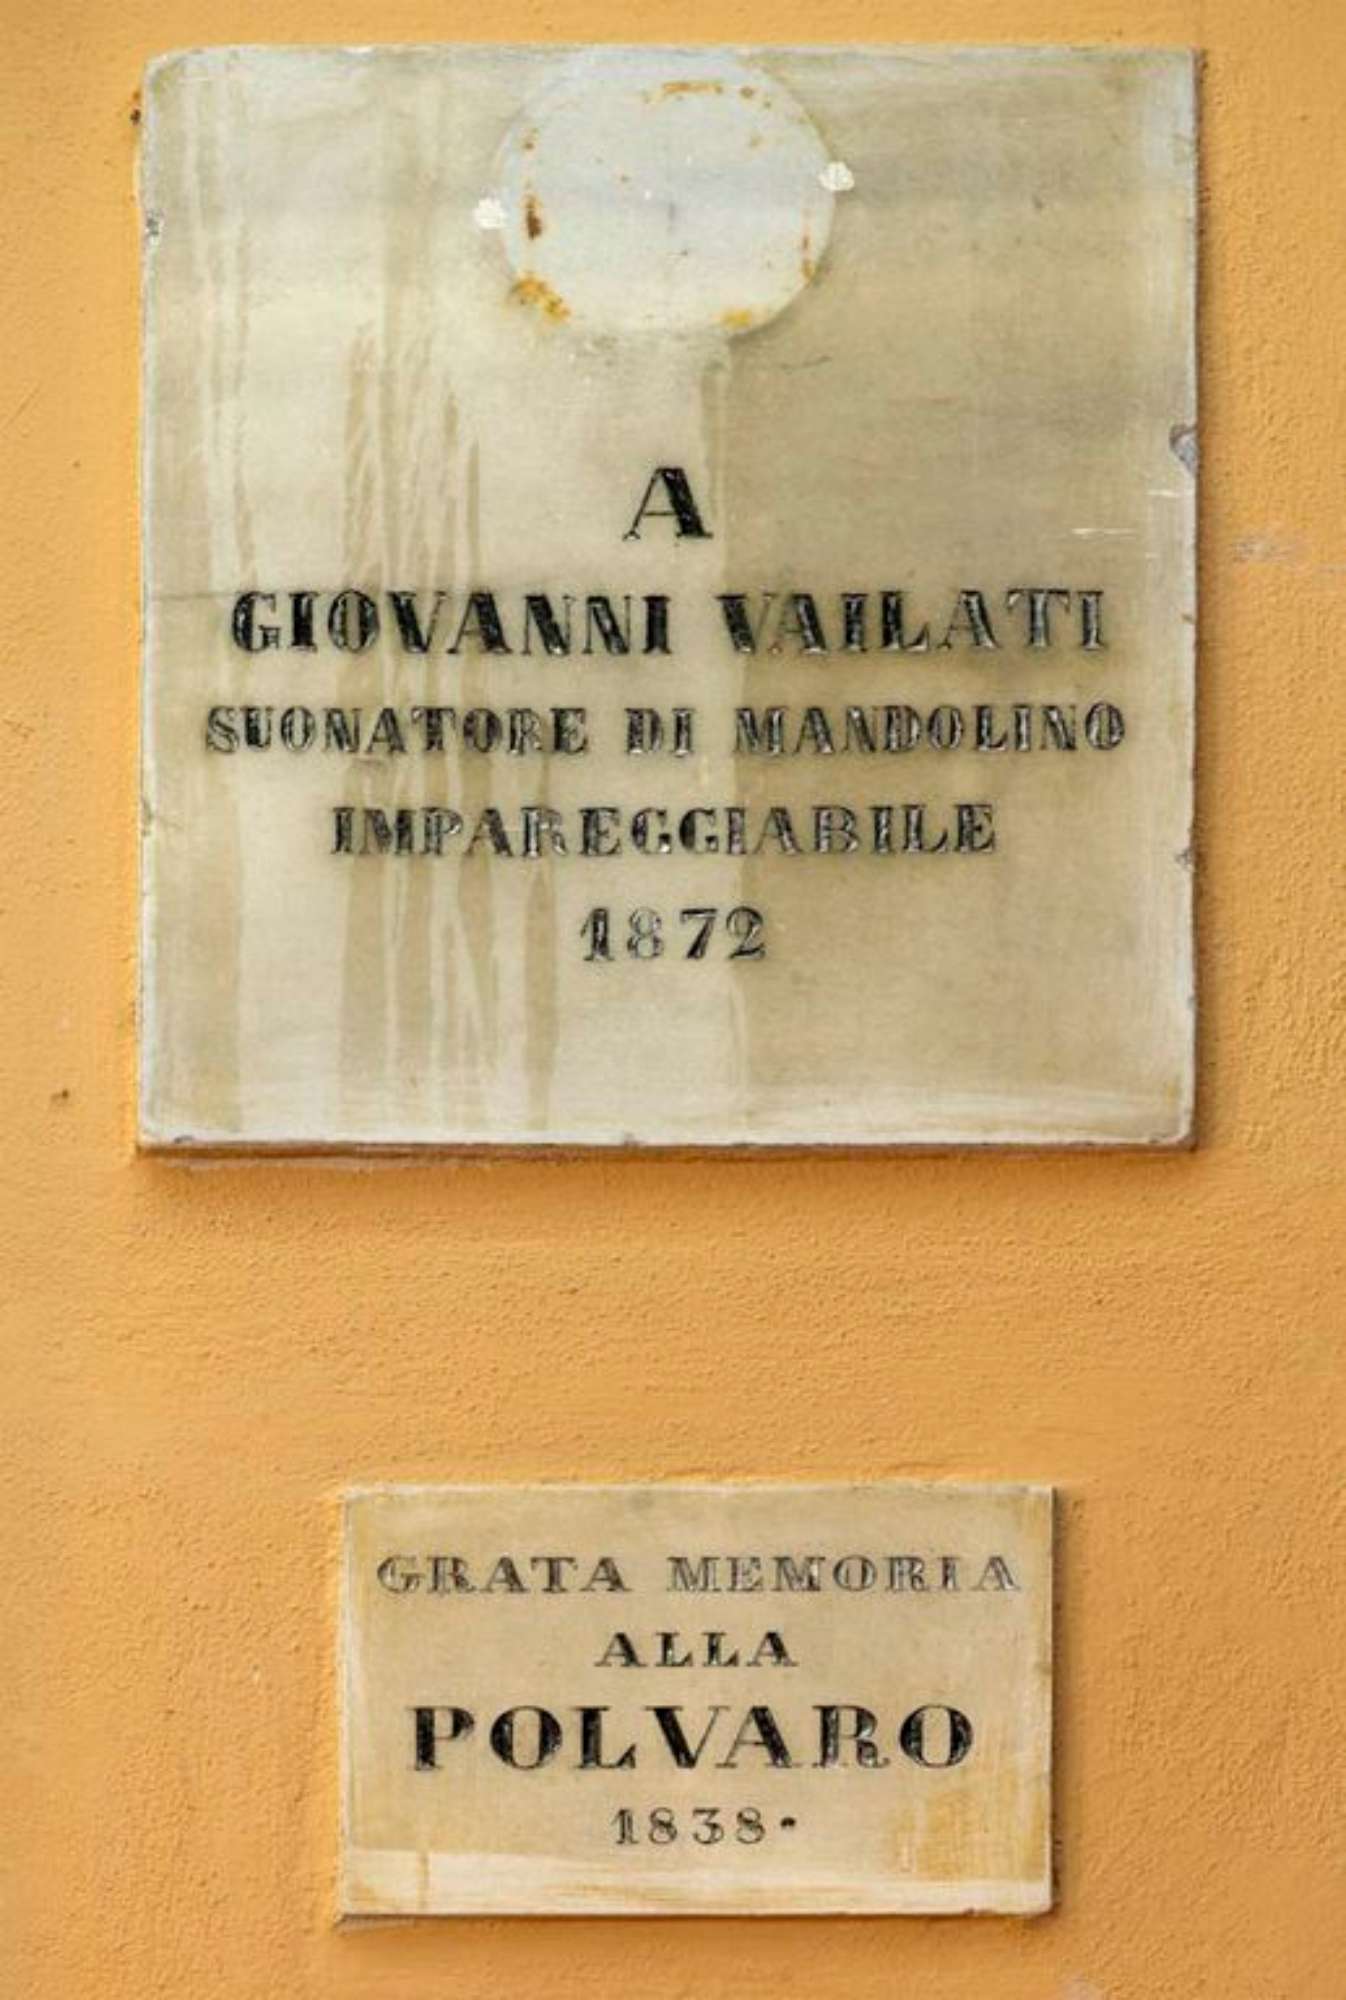 A
GIOVANNI VAILATI
SUONATORE DI MANDOLINO
IMPAREGGIABILE
1872
GRATA MEMORIA
ALLA
POLVARO
1838.